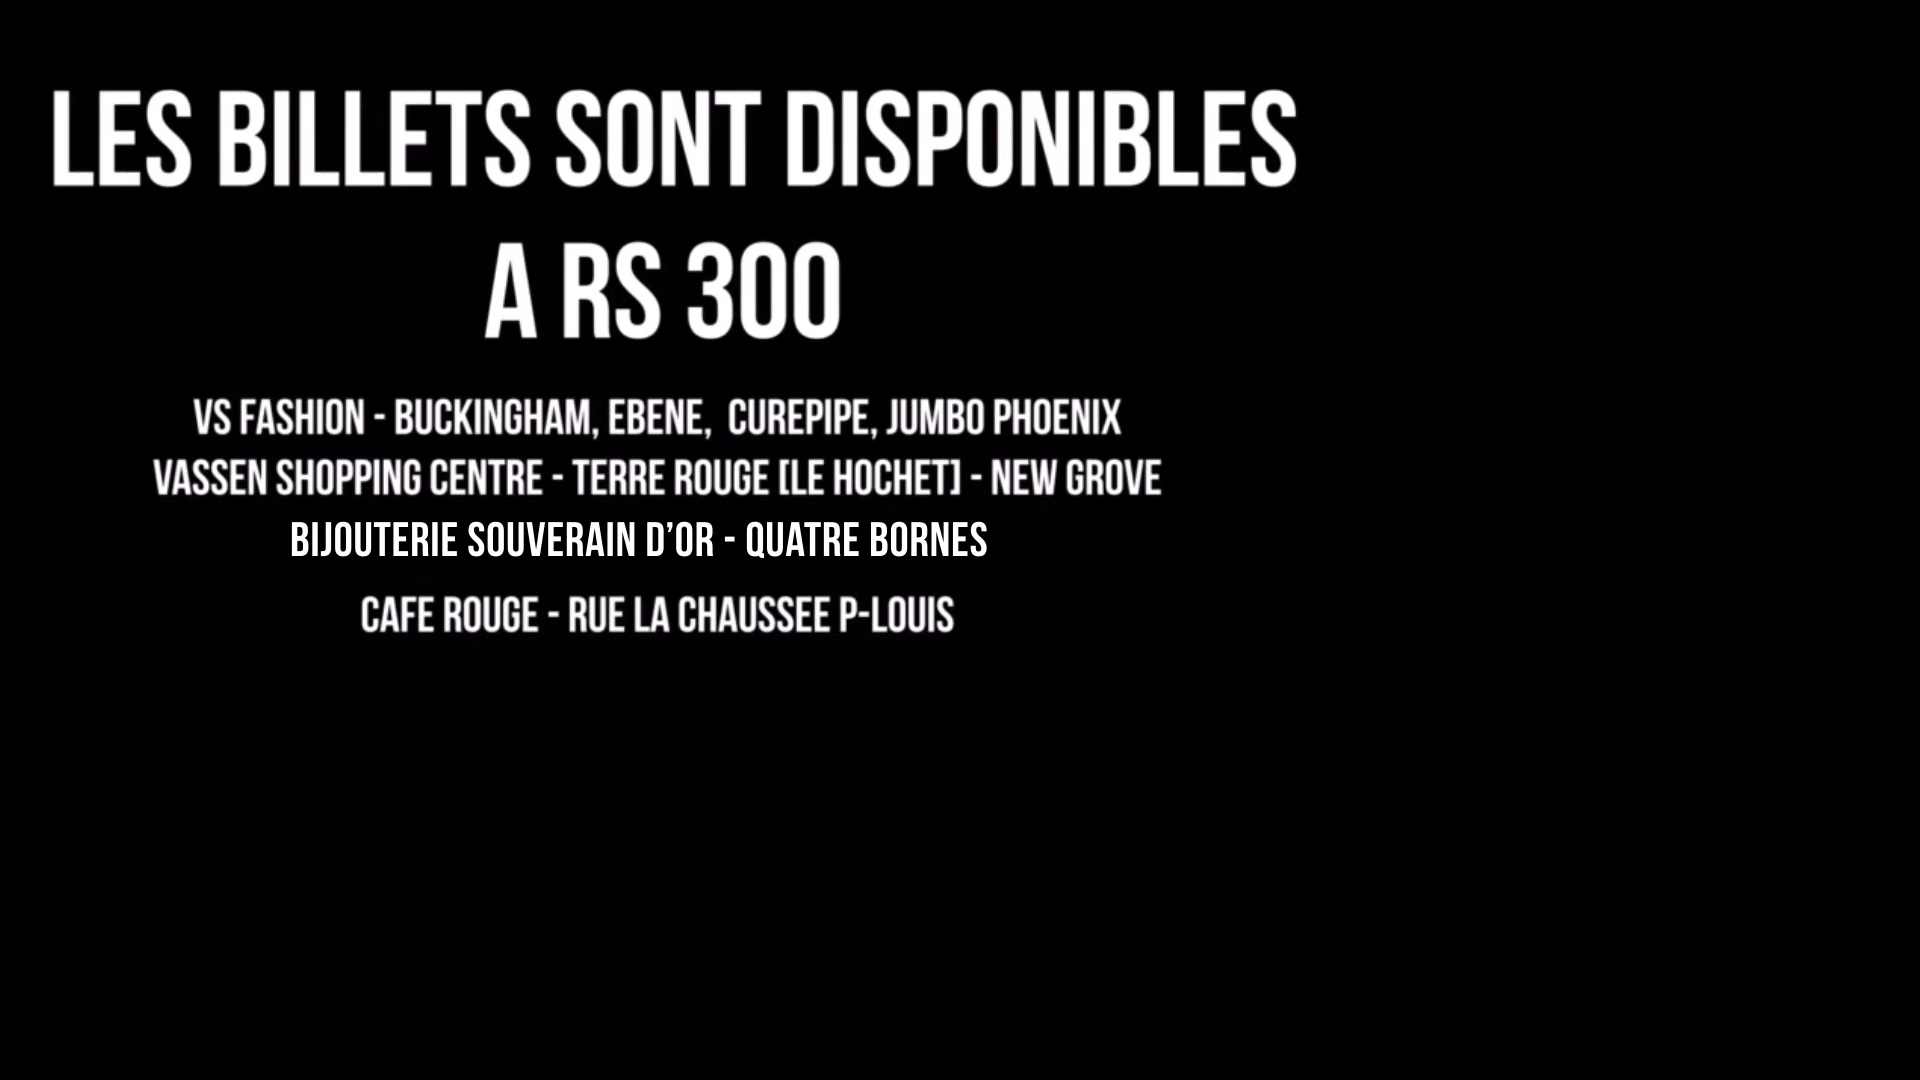 LES BILLETS SONT DISPONIBLES
A RS 300
VS FASHION - BUCKINGHAM, EBENE, CUREPIPE, JUMBO PHOENIX
VASSEN SHOPPING CENTRE - TERRE ROUGE [LE HOCHET] - NEW GROVE
BIJOUTERIE SOUVERAIN D’OR - QUATRE BORNES
CAFE ROUGE - RUE LA CHAUSSEE P-LOUIS